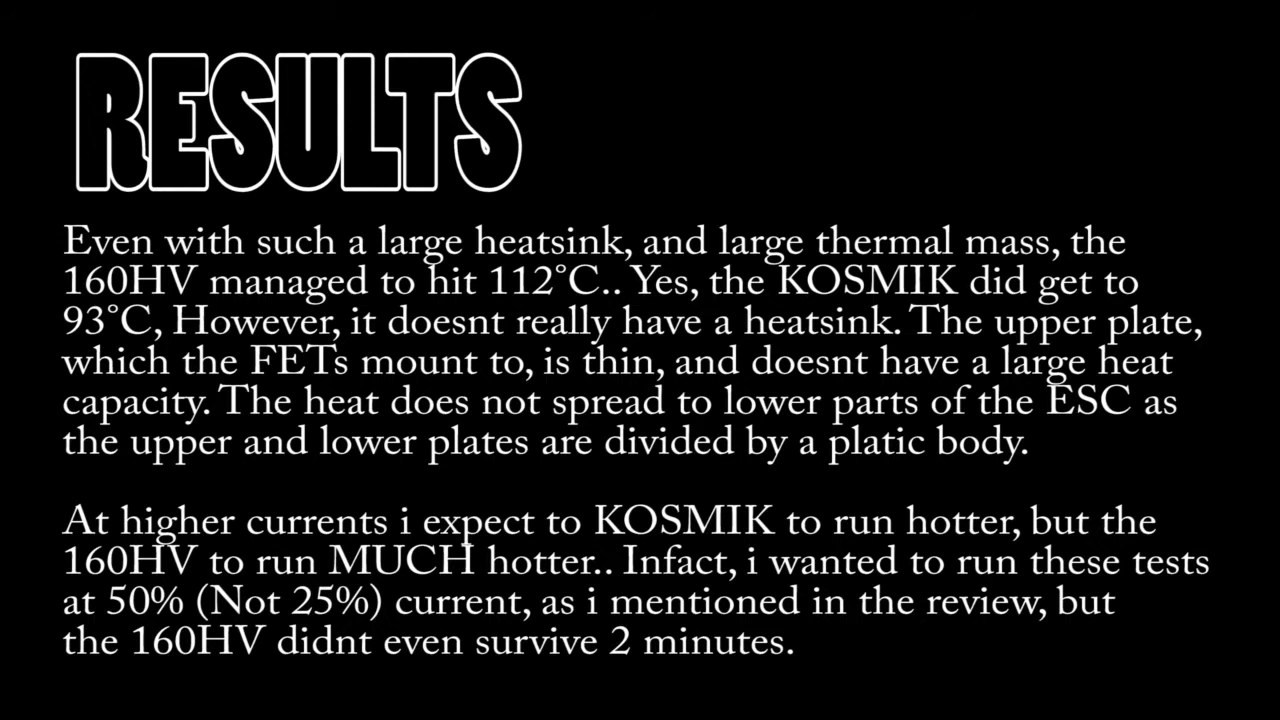 RESULTS
Even with such a large heatsink, and large thermal mass, the
160HV managed to hit 112°C.. Yes, the KOSMIK did get to
93°C, However, it doesnt really have a heatsink. The upper plate,
which the FETs mount to, is thin, and doesnt have a large heat
capacity. The heat does not spread to lower parts of the ESC as
the upper and lower plates are divided by a platic body.
At higher currents i expect to KOSMIK to run hotter, but the
160HV to run MUCH hotter.. Infact, i wanted to run these tests
at 50% (Not 25%) current, as i mentioned in the review, but
the 160HV didnt even survive 2 minutes.